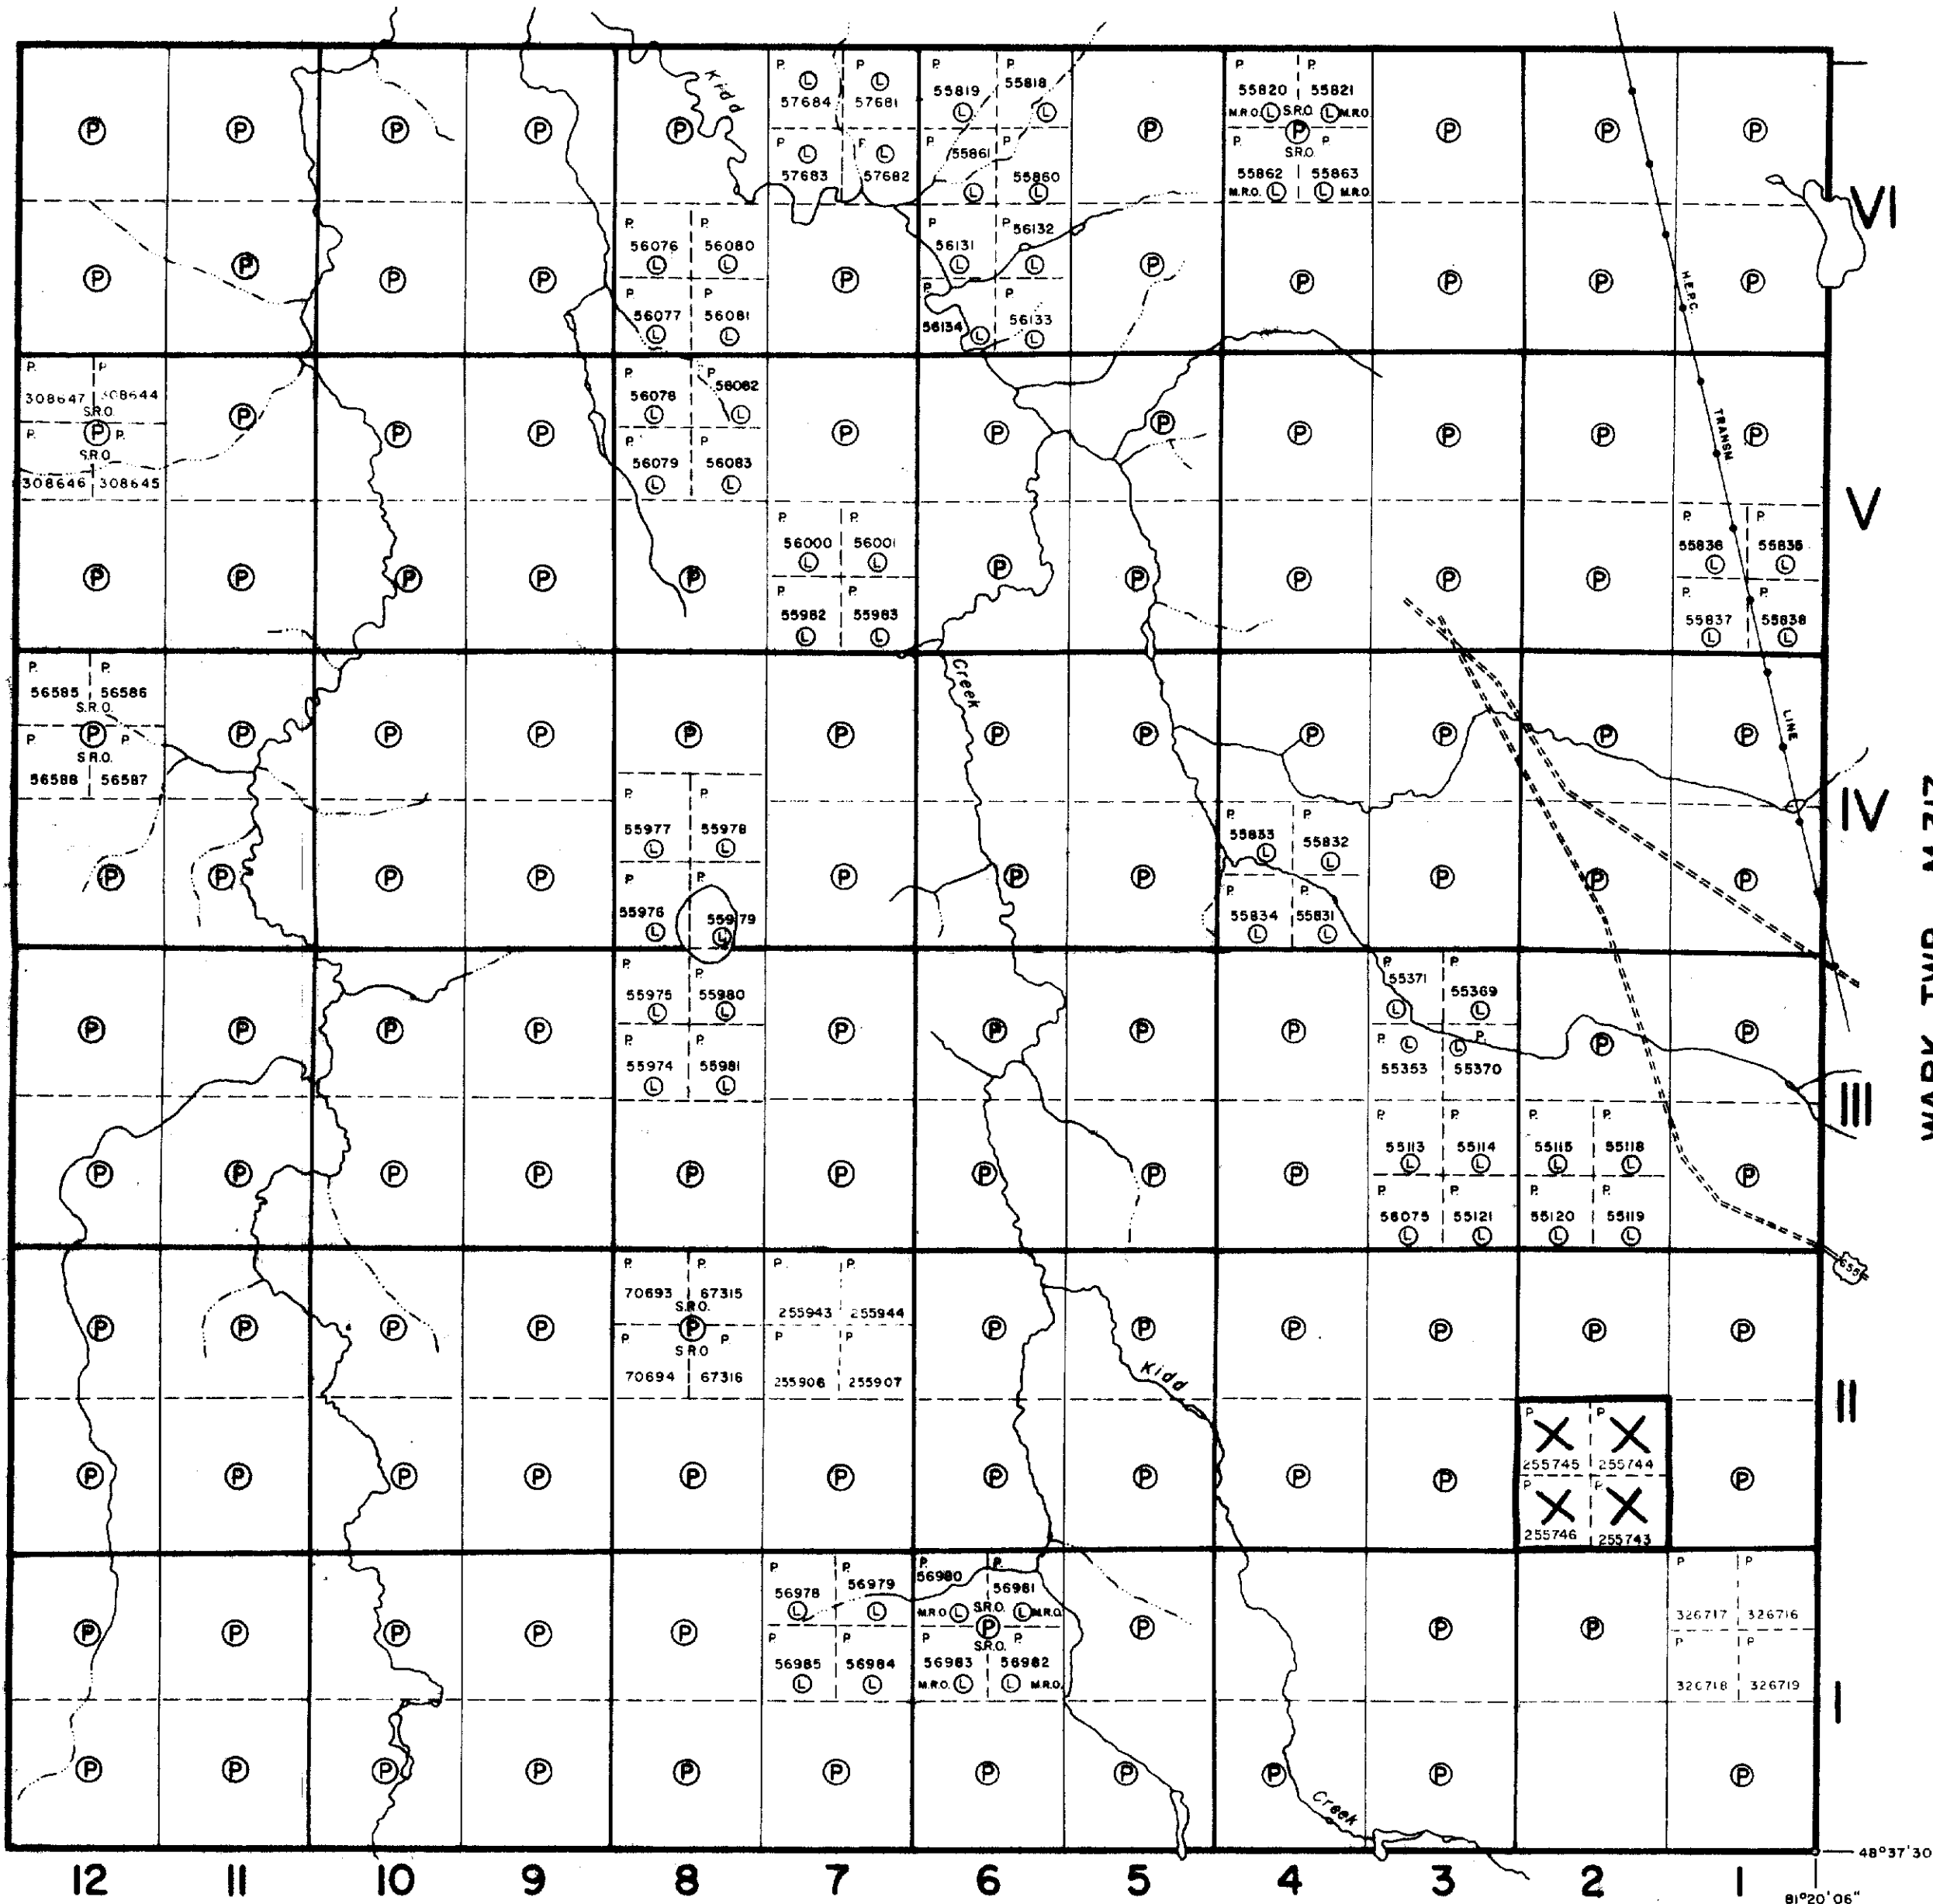 Kidd
P. P. P. P. P. P.
57684 57681 55819 55818 55820 55821
L L L L M.R.O. L S.R.O. L M.R.O.
P P P P P P P P P P
P P P P S.R.O. P
57683 57682 55861 55860 55862 55863
L L L L M.R.O. L L M.R.O.
VI
P. P. P P
56076 56080 56131 56132
L L L L
P P P P P P P P P P
H.E.P.C.
P. P. P. P.
56077 56081 56134 56133
L L L L
P. P P. P
308647 308644 56078 56082
S.R.O. L L
P P P P P P P P P P P
P. P. P. P.
S.R.O. 56079 56083
308646 308645 L L
TRANSM
V
P. P. P. P.
56000 56001 55836 55835
L L L L
P P P P P P P P P P
P. P. P. P.
55982 55983 55837 55838
L L L L
P. P. Creek
56585 56586
S.R.O.
P P P P P P P P P P P P
P. P.
S.R.O.
56588 56587
LINE
IV
P. P. P. P.
55977 55978 55833 55832
L L L L
P P P P P P P P P P
P. P. P. P.
55976 55979 55834 55831
L L L L
WARK TWP. M.313
P. P. P. P.
55975 55980 55371 55369
L L L L
P P P P P P P P P P
P. P. P. P.
55974 55981 55353 55370
L L L L
III
P. P. P. P.
55113 55114 55115 55118
L L L L
P P P P P P P P P P
P. P. P. P.
56075 55121 55120 55119
L L L L
655
P. P. P. P.
70693 67315 255943 255944
S.R.O.
P P P P P P P P P P P
P P. P P
S.R.O
70694 67316 255906 255907
Kidd
II
P P
255745 255744
P P P P P P P P P P P
P P
255746 255743
P P P. P. P P
56978 56979 56980 56981 326717 326716
L L M.R.O L S.R.O. L M.R.O.
P P P P P P P P
P. P. P S.R.O. P P P
56985 56984 56983 56982 326718 326719
L L M.R.O. L L M.R.O.
I
P P P P P P P P P P P
Creek
12 11 10 9 8 7 6 5 4 3 2 1
48°37'30
81°20'06"